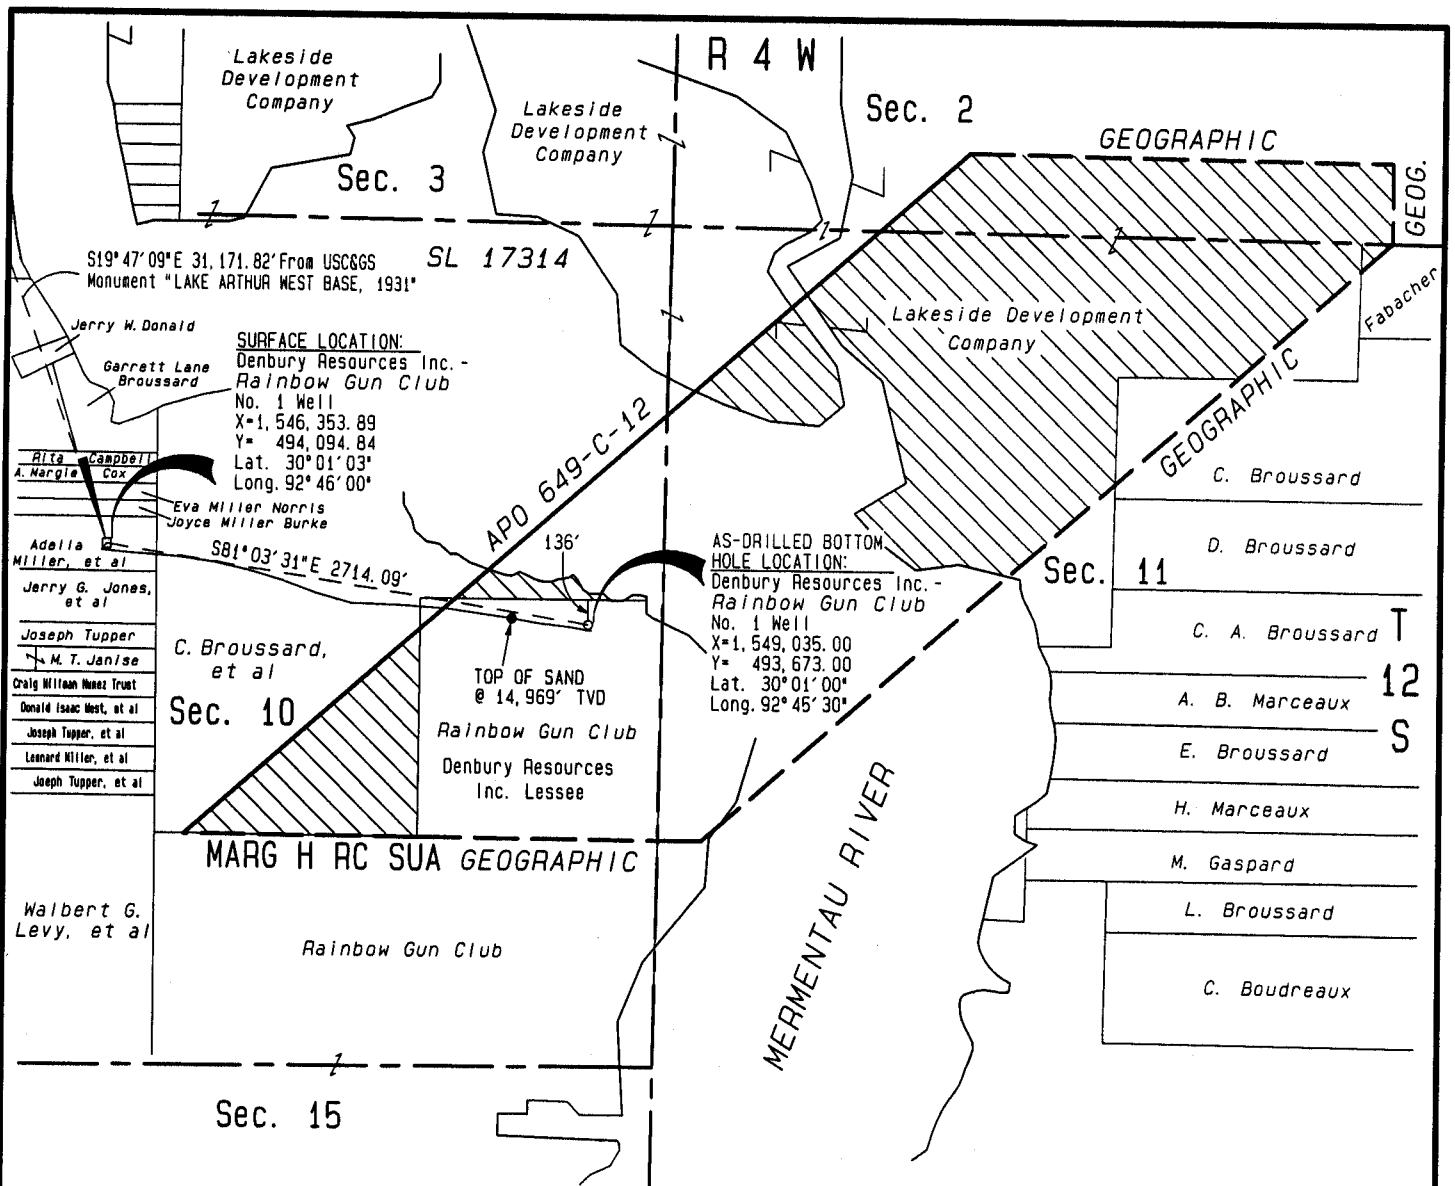 R 4 W
Lakeside
Development
Company
Lakeside
Development
Company
Sec. 2
GEOGRAPHIC
GEOG.
Sec. 3
S19°47'09"E 31,171.82' From USC&GS
Monument "LAKE ARTHUR WEST BASE, 1931"
SL 17314
Jerry W. Donald
Garrett Lane
Broussard
SURFACE LOCATION:
Denbury Resources Inc. -
Rainbow Gun Club
No. 1 Well
X=1,546,353.89
Y= 494,094.84
Lat. 30°01'03"
Long. 92°46'00"
Lakeside Development
Company
Fabacher
GEOGRAPHIC
APO 649-C-12
Rita Campbell
A. Margie Cox
Eva Miller Norris
Joyce Miller Burke
Adella
Miller, et al
Jerry G. Jones,
et al
Joseph Tupper
M. T. Janise
Craig Millman Nunez Trust
Donald Isaac West, et al
Joseph Tupper, et al
Leonard Miller, et al
Joeph Tupper, et al
S81°03'31"E 2714.09'
136'
AS-DRILLED BOTTOM
HOLE LOCATION:
Denbury Resources Inc. -
Rainbow Gun Club
No. 1 Well
X=1,549,035.00
Y= 493,673.00
Lat. 30°01'00"
Long. 92°45'30"
C. Broussard,
et al
Sec. 10
TOP OF SAND
@ 14,969' TVD
Rainbow Gun Club
Denbury Resources
Inc. Lessee
MARG H RC SUA GEOGRAPHIC
Sec. 11
C. Broussard
D. Broussard
C. A. Broussard
A. B. Marceaux
E. Broussard
H. Marceaux
M. Gaspard
L. Broussard
C. Boudreaux
T
12
S
MERMENTAU RIVER
Walbert G.
Levy, et al
Rainbow Gun Club
Sec. 15